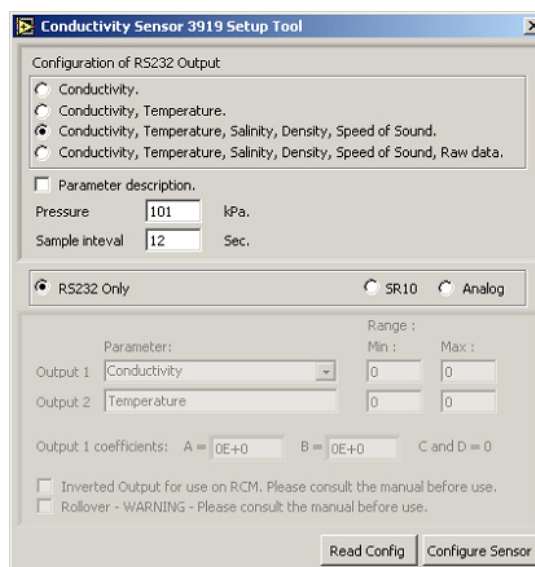 Conductivity Sensor 3919 Setup Tool
Configuration of RS232 Output
Conductivity.
Conductivity, Temperature.
Conductivity, Temperature, Salinity, Density, Speed of Sound.
Conductivity, Temperature, Salinity, Density, Speed of Sound, Raw data.
Parameter description.
Pressure 101 kPa.
Sample inteval 12 Sec.
RS232 Only SR10 Analog
Range :
Parameter: Min : Max :
Output 1 Conductivity 0 0
Output 2 Temperature 0 0
Output 1 coefficients: A = 0E+0 B = 0E+0 C and D = 0
Inverted Output for use on RCM. Please consult the manual before use.
Rollover - WARNING - Please consult the manual before use.
Read Config Configure Sensor